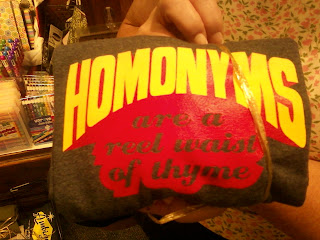 HOMONYMS
are a
reel waist
of thyme